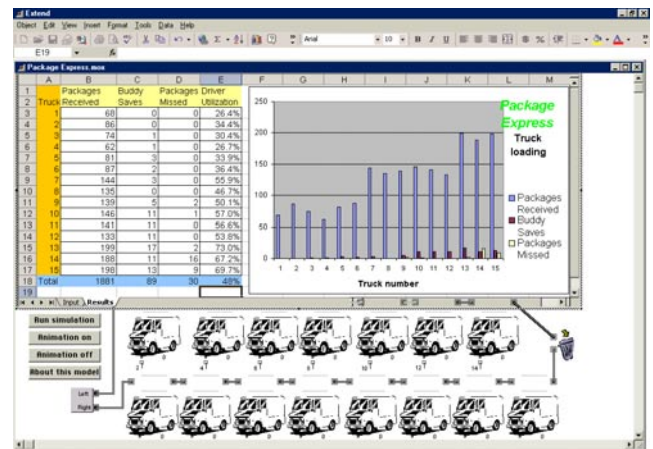 Extend
Object Edit View Insert Format Tools Data Help
Arial 10 B I U
E19
Package Express.mox
A B C D E F G H I J K L M
1 Packages Buddy Packages Driver
2 Truck Received Saves Missed Utilization
3 1 68 0 0 26.4%
4 2 86 0 0 34.4%
5 3 74 1 0 30.4%
6 4 62 1 0 26.7%
7 5 81 3 0 33.9%
8 6 87 2 0 36.4%
9 7 144 3 0 55.9%
10 8 135 0 0 46.7%
11 9 139 5 2 50.1%
12 10 146 11 1 57.0%
13 11 141 11 0 56.6%
14 12 133 11 0 53.8%
15 13 199 17 2 73.0%
16 14 188 11 16 67.2%
17 15 198 13 9 69.7%
18 Total 1881 89 30 48%
19
Package
Express
Truck
loading
250
200
150
100
50
0
1 2 3 4 5 6 7 8 9 10 11 12 13 14 15
Truck number
Packages
Received
Buddy
Saves
Packages
Missed
Input Results
Run simulation
Animation on
Animation off
About this model
Left
Right
2 4 6 8 10 12 14